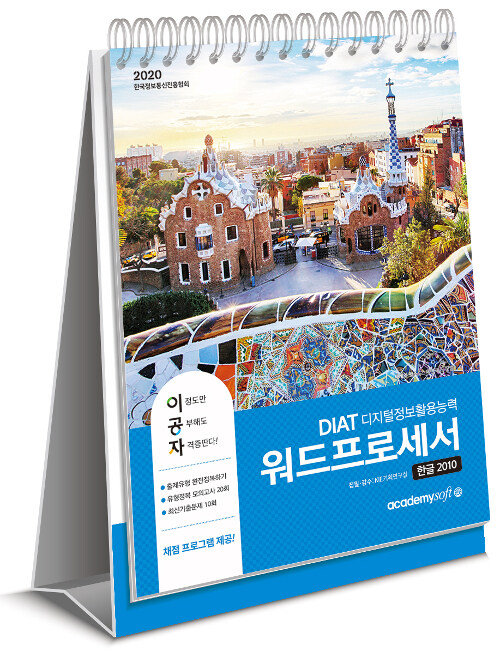 2020
한국정보통신진흥협회
이 정도만
공 부해도
자 격증딴다!
• 출제유형 완전정복하기
• 유형정복 모의고사 20회
• 최신기출문제 10회
채점 프로그램 제공!
DIAT 디지털정보활용능력
워드프로세서
한글 2010
academysoft